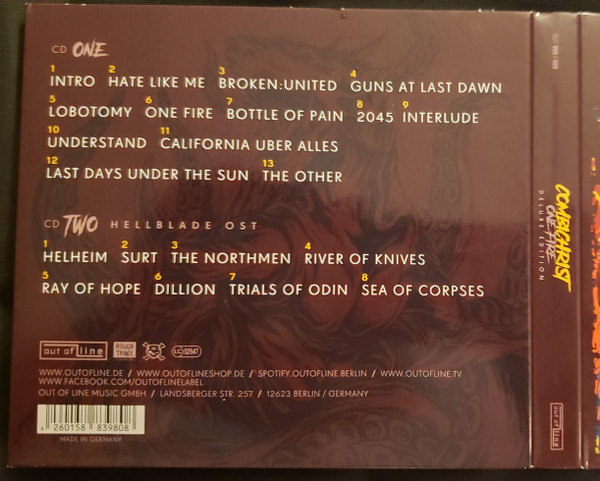 CD ONE
1 INTRO 2 HATE LIKE ME 3 BROKEN:UNITED 4 GUNS AT LAST DAWN
5 LOBOTOMY 6 ONE FIRE 7 BOTTLE OF PAIN 8 2045 9 INTERLUDE
10 UNDERSTAND 11 CALIFORNIA UBER ALLES
12 LAST DAYS UNDER THE SUN 13 THE OTHER
CD TWO HELLBLADE OST
1 HELHEIM 2 SURT 3 THE NORTHMEN 4 RIVER OF KNIVES
5 RAY OF HOPE 6 DILLION 7 TRIALS OF ODIN 8 SEA OF CORPSES
out of line
LC 02947
WWW.OUTOFLINE.DE / WWW.OUTOFLINESHOP.DE / SPOTIFY.OUTOFLINE.BERLIN / WWW.OUTOFLINE.TV
WWW.FACEBOOK.COM/OUTOFLINELABEL
OUT OF LINE MUSIC GMBH / LANDSBERGER STR. 257 / 12623 BERLIN / GERMANY
4 260158 839808
MADE IN GERMANY
COMBICHRIST
ONE FIRE
DELUXE EDITION
out of line